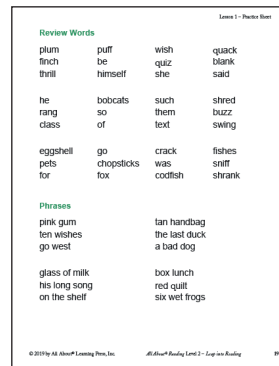 Lesson 1 – Practice Sheet
Review Words
plum puff wish quack
finch be quiz blank
thrill himself she said
he bobcats such shred
rang so them buzz
class of text swing
eggshell go crack fishes
pets chopsticks was sniff
for fox codfish shrank
Phrases
pink gum tan handbag
ten wishes the last duck
go west a bad dog
glass of milk box lunch
his long song red quilt
on the shelf six wet frogs
© 2019 by All About® Learning Press, Inc. All About® Reading Level 2 – Leap into Reading 19